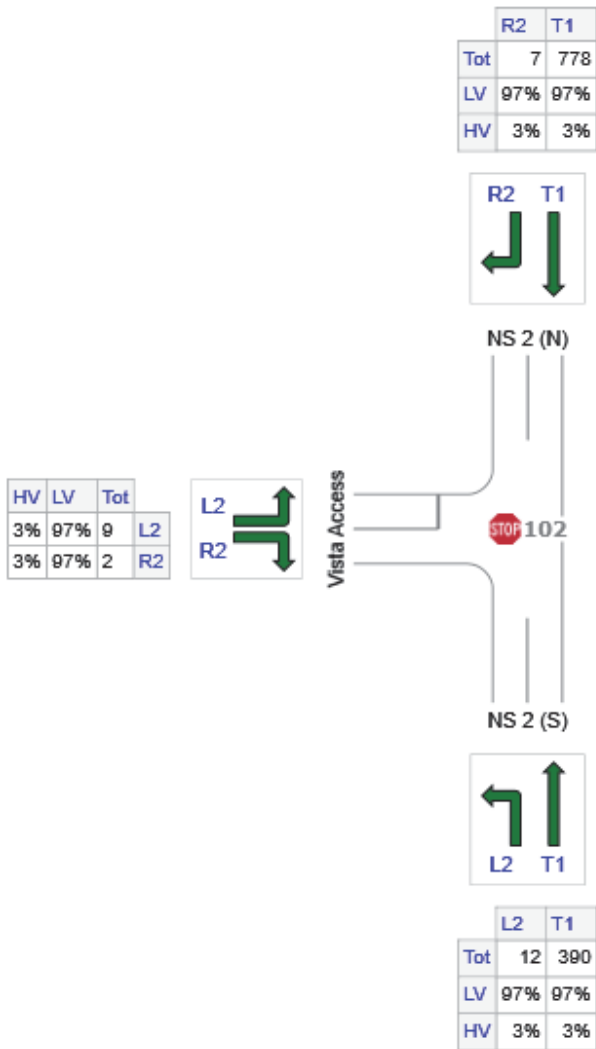 R2 T1
Tot 7 778
LV 97% 97%
HV 3% 3%
R2 T1
NS 2 (N)
HV LV Tot
3% 97% 9 L2
3% 97% 2 R2
L2
R2
Vista Access
STOP 102
NS 2 (S)
L2 T1
L2 T1
Tot 12 390
LV 97% 97%
HV 3% 3%